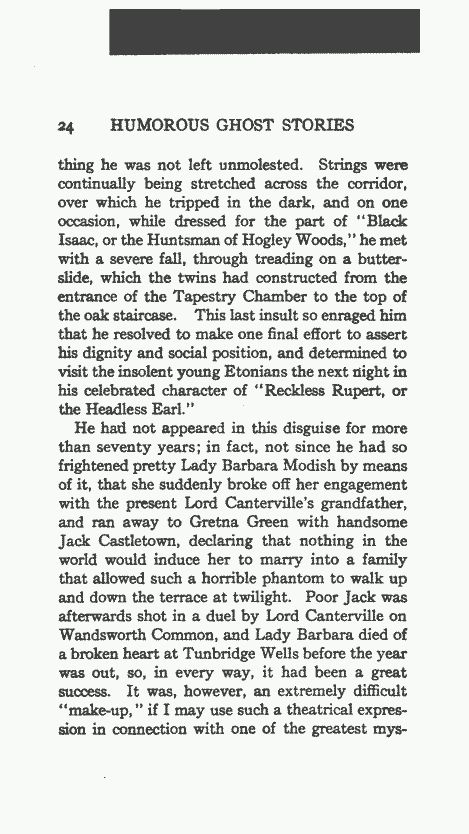 24 HUMOROUS GHOST STORIES
thing he was not left unmolested. Strings were
continually being stretched across the corridor,
over which he tripped in the dark, and on one
occasion, while dressed for the part of "Black
Isaac, or the Huntsman of Hogley Woods," he met
with a severe fall, through treading on a butter-
slide, which the twins had constructed from the
entrance of the Tapestry Chamber to the top of
the oak staircase. This last insult so enraged him
that he resolved to make one final effort to assert
his dignity and social position, and determined to
visit the insolent young Etonians the next night in
his celebrated character of "Reckless Rupert, or
the Headless Earl."
He had not appeared in this disguise for more
than seventy years; in fact, not since he had so
frightened pretty Lady Barbara Modish by means
of it, that she suddenly broke off her engagement
with the present Lord Canterville's grandfather,
and ran away to Gretna Green with handsome
Jack Castletown, declaring that nothing in the
world would induce her to marry into a family
that allowed such a horrible phantom to walk up
and down the terrace at twilight. Poor Jack was
afterwards shot in a duel by Lord Canterville on
Wandsworth Common, and Lady Barbara died of
a broken heart at Tunbridge Wells before the year
was out, so, in every way, it had been a great
success. It was, however, an extremely difficult
"make-up," if I may use such a theatrical expres-
sion in connection with one of the greatest mys-